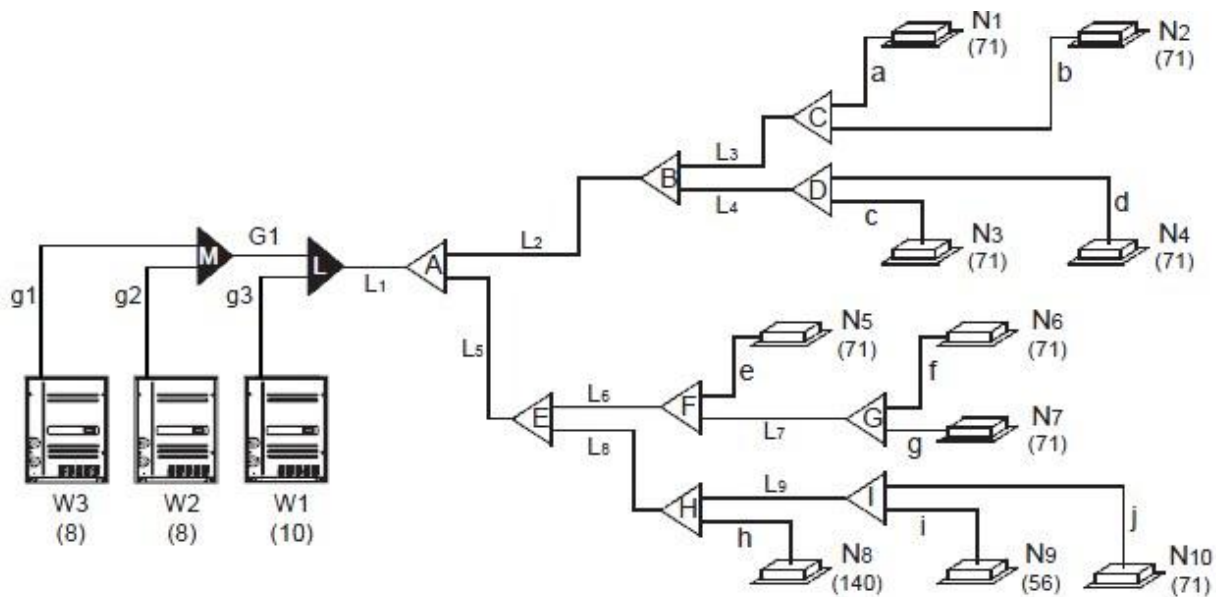 N1
(71)
N2
(71)
a
b
C
L3
B
D
L4
c
d
N3
(71)
N4
(71)
G1
M
L
A
L2
L1
g1
g2
g3
L5
N5
(71)
N6
(71)
e
f
L6
F
E
L7
G
g
N7
(71)
L8
L9
I
H
h
i
j
N8
(140)
N9
(56)
N10
(71)
W3
(8)
W2
(8)
W1
(10)